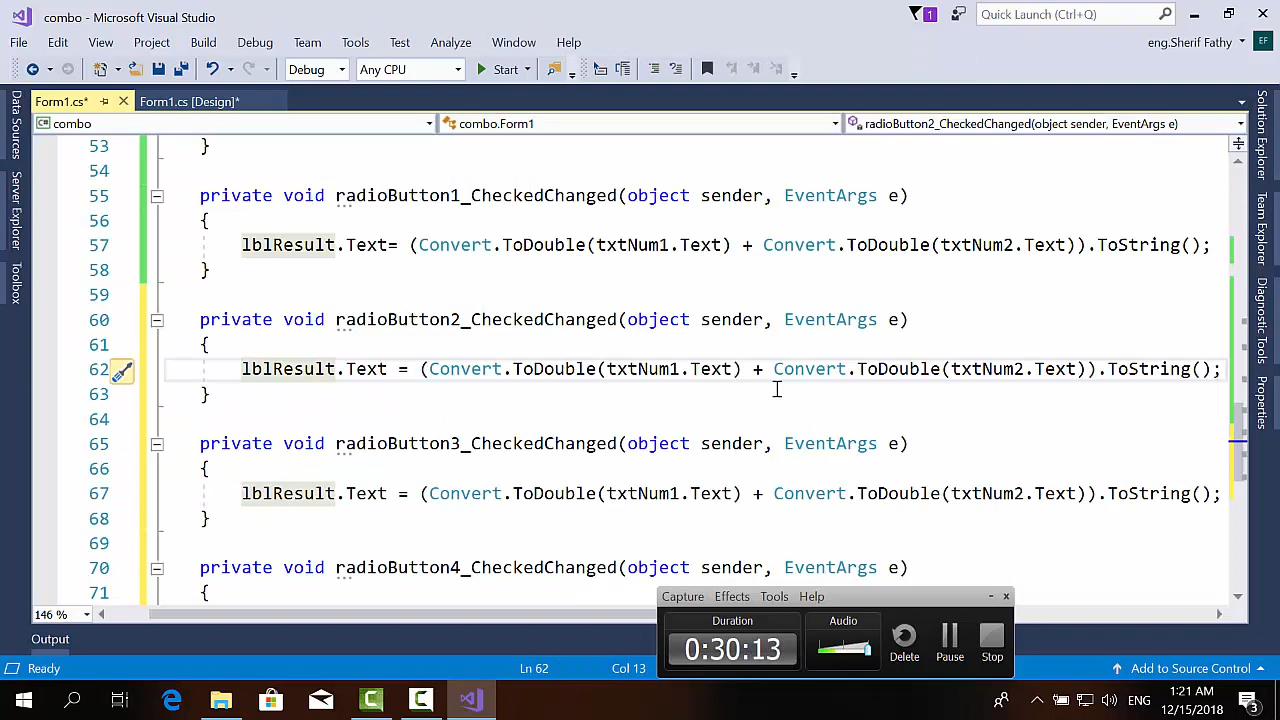 combo - Microsoft Visual Studio
1
Quick Launch (Ctrl+Q)
File Edit View Project Build Debug Team Tools Test Analyze Window Help
eng.Sherif Fathy
EF
Debug
Any CPU
Start
Form1.cs*
Form1.cs [Design]*
combo
combo.Form1
radioButton2_CheckedChanged(object sender, EventArgs e)
Data Sources
Server Explorer
Toolbox
53 }
54
55 private void radioButton1_CheckedChanged(object sender, EventArgs e)
56 {
57 lblResult.Text= (Convert.ToDouble(txtNum1.Text) + Convert.ToDouble(txtNum2.Text)).ToString();
58 }
59
60 private void radioButton2_CheckedChanged(object sender, EventArgs e)
61 {
62 lblResult.Text = (Convert.ToDouble(txtNum1.Text) + Convert.ToDouble(txtNum2.Text)).ToString();
63 }
64
65 private void radioButton3_CheckedChanged(object sender, EventArgs e)
66 {
67 lblResult.Text = (Convert.ToDouble(txtNum1.Text) + Convert.ToDouble(txtNum2.Text)).ToString();
68 }
69
70 private void radioButton4_CheckedChanged(object sender, EventArgs e)
71 {
Solution Explorer
Team Explorer
Diagnostic Tools
Properties
146 %
Capture Effects Tools Help
Duration
0:30:13
Audio
Delete
Pause
Stop
Output
Ready
Ln 62
Col 13
Add to Source Control
ENG
1:21 AM
12/15/2018
3